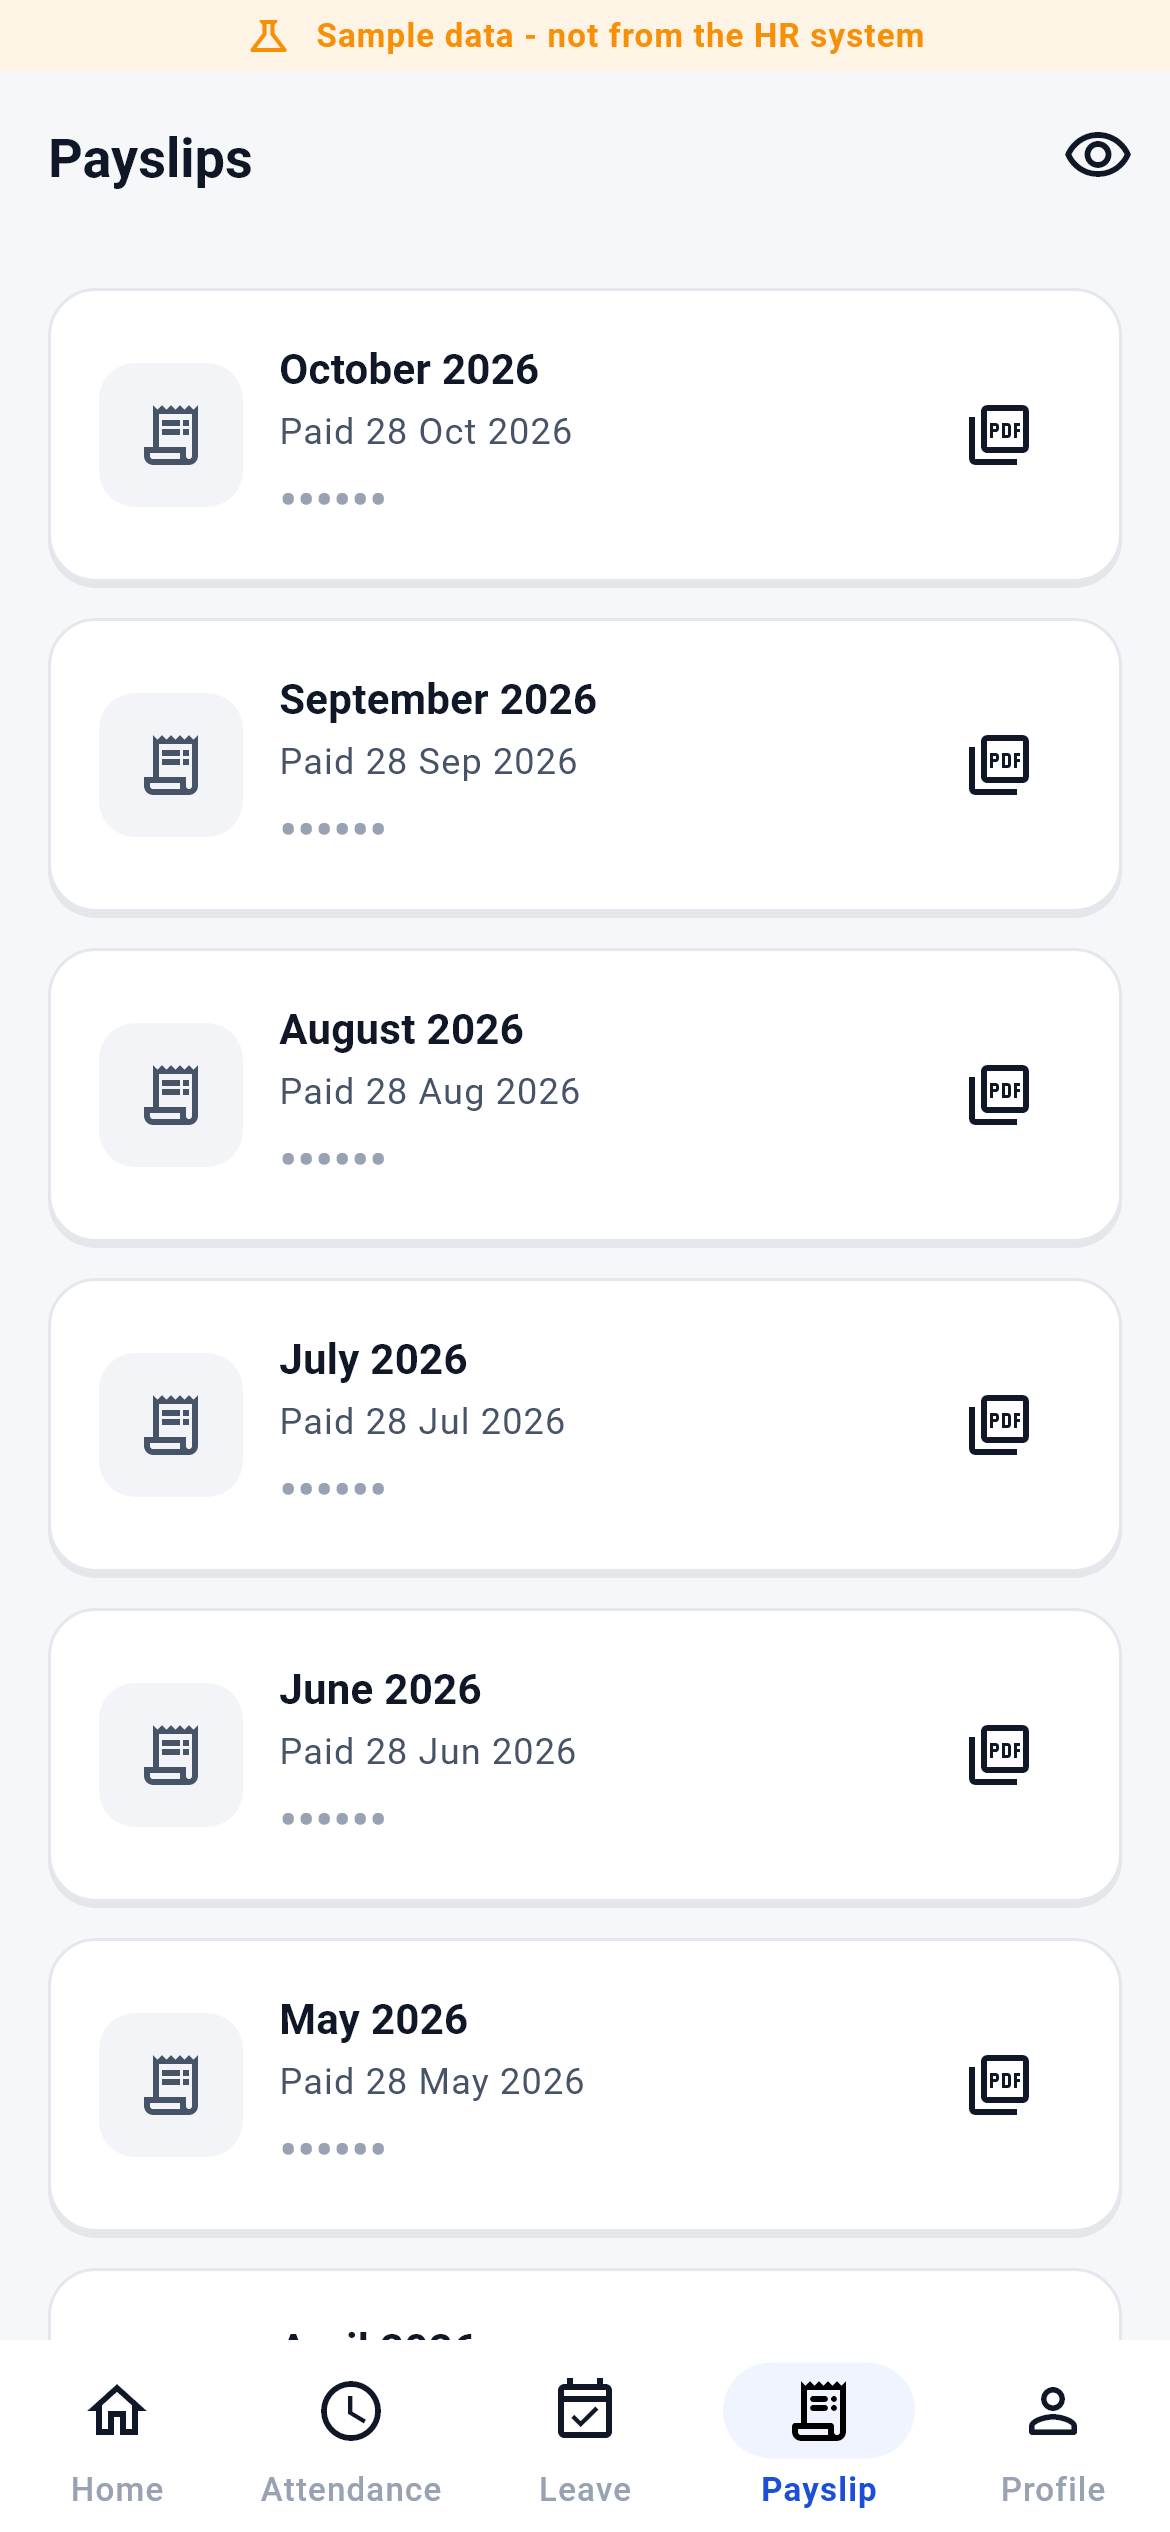 Sample data - not from the HR system
Payslips
October 2026
Paid 28 Oct 2026
••••••
PDF
September 2026
Paid 28 Sep 2026
••••••
PDF
August 2026
Paid 28 Aug 2026
••••••
PDF
July 2026
Paid 28 Jul 2026
••••••
PDF
June 2026
Paid 28 Jun 2026
••••••
PDF
May 2026
Paid 28 May 2026
••••••
PDF
April 2026
Home
Attendance
Leave
Payslip
Profile